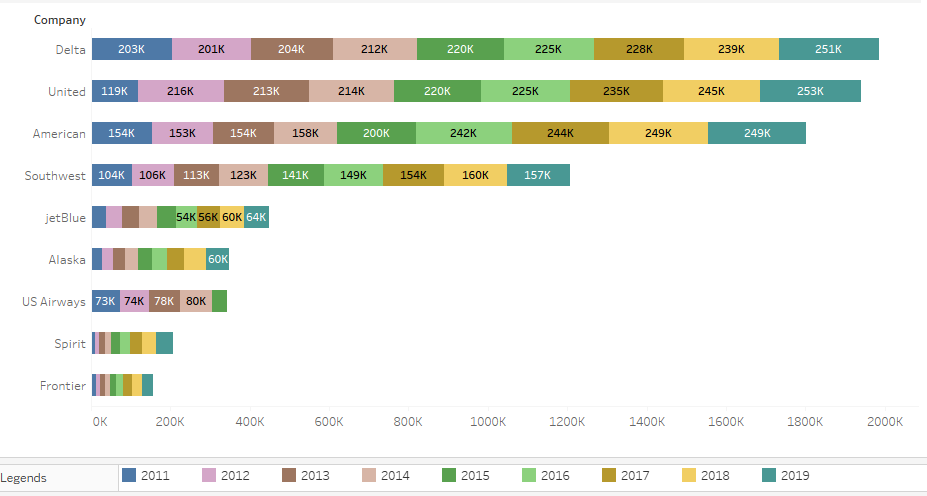 Company
Delta 203K 201K 204K 212K 220K 225K 228K 239K 251K
United 119K 216K 213K 214K 220K 225K 235K 245K 253K
American 154K 153K 154K 158K 200K 242K 244K 249K 249K
Southwest 104K 106K 113K 123K 141K 149K 154K 160K 157K
jetBlue 54K 56K 60K 64K
Alaska 60K
US Airways 73K 74K 78K 80K
Spirit
Frontier
0K 200K 400K 600K 800K 1000K 1200K 1400K 1600K 1800K 2000K
Legends 2011 2012 2013 2014 2015 2016 2017 2018 2019